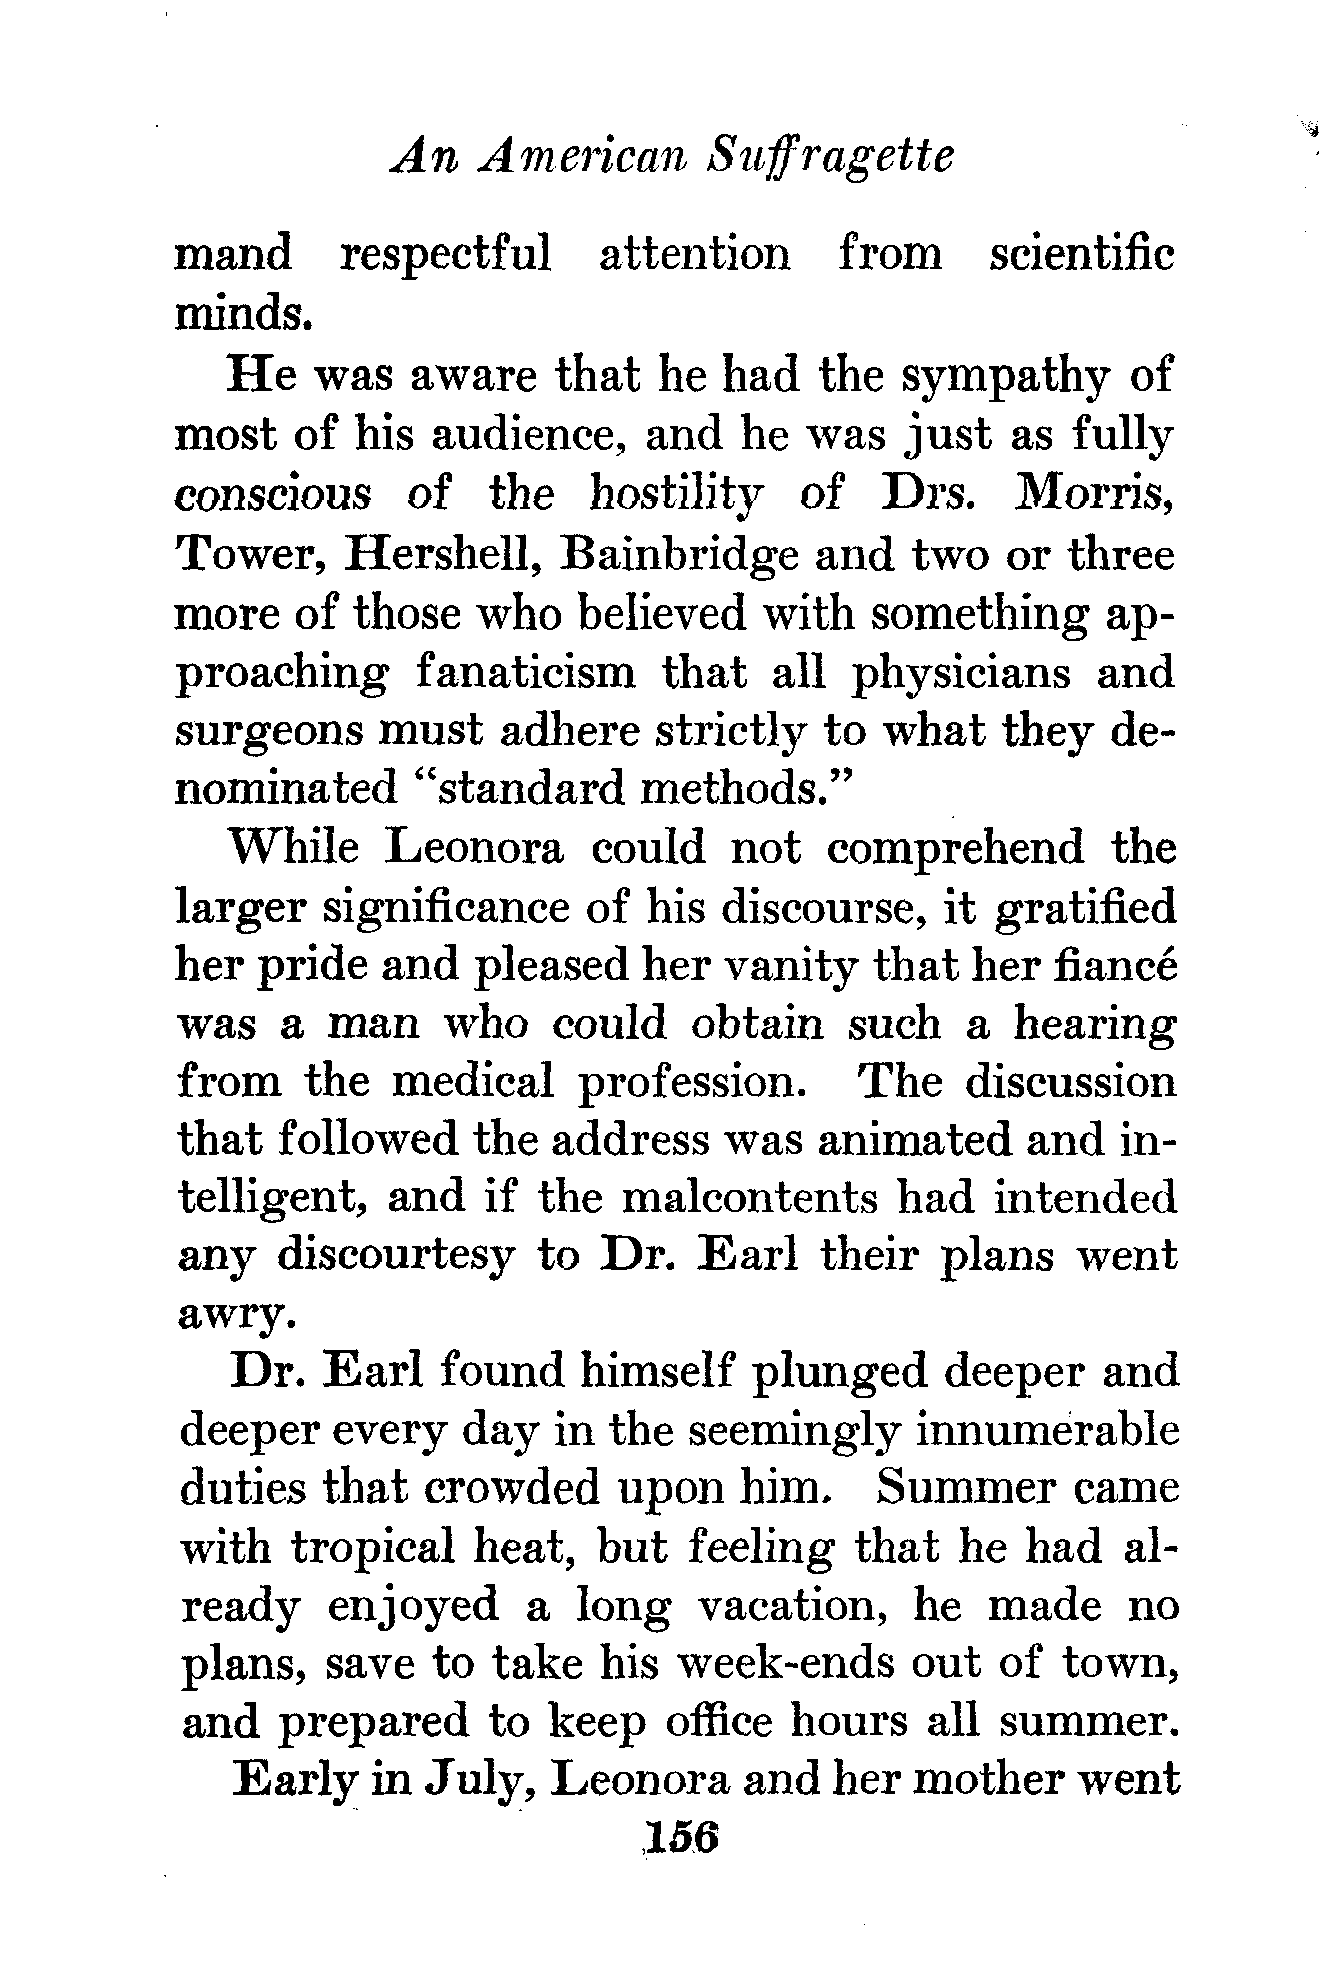 An American Suffragette
mand respectful attention from scientific
minds.
He was aware that he had the sympathy of
most of his audience, and he was just as fully
conscious of the hostility of Drs. Morris,
Tower, Hershell, Bainbridge and two or three
more of those who believed with something ap-
proaching fanaticism that all physicians and
surgeons must adhere strictly to what they de-
nominated “standard methods.”
While Leonora could not comprehend the
larger significance of his discourse, it gratified
her pride and pleased her vanity that her fiancé
was a man who could obtain such a hearing
from the medical profession. The discussion
that followed the address was animated and in-
telligent, and if the malcontents had intended
any discourtesy to Dr. Earl their plans went
awry.
Dr. Earl found himself plunged deeper and
deeper every day in the seemingly innumerable
duties that crowded upon him. Summer came
with tropical heat, but feeling that he had al-
ready enjoyed a long vacation, he made no
plans, save to take his week-ends out of town,
and prepared to keep office hours all summer.
Early in July, Leonora and her mother went
156